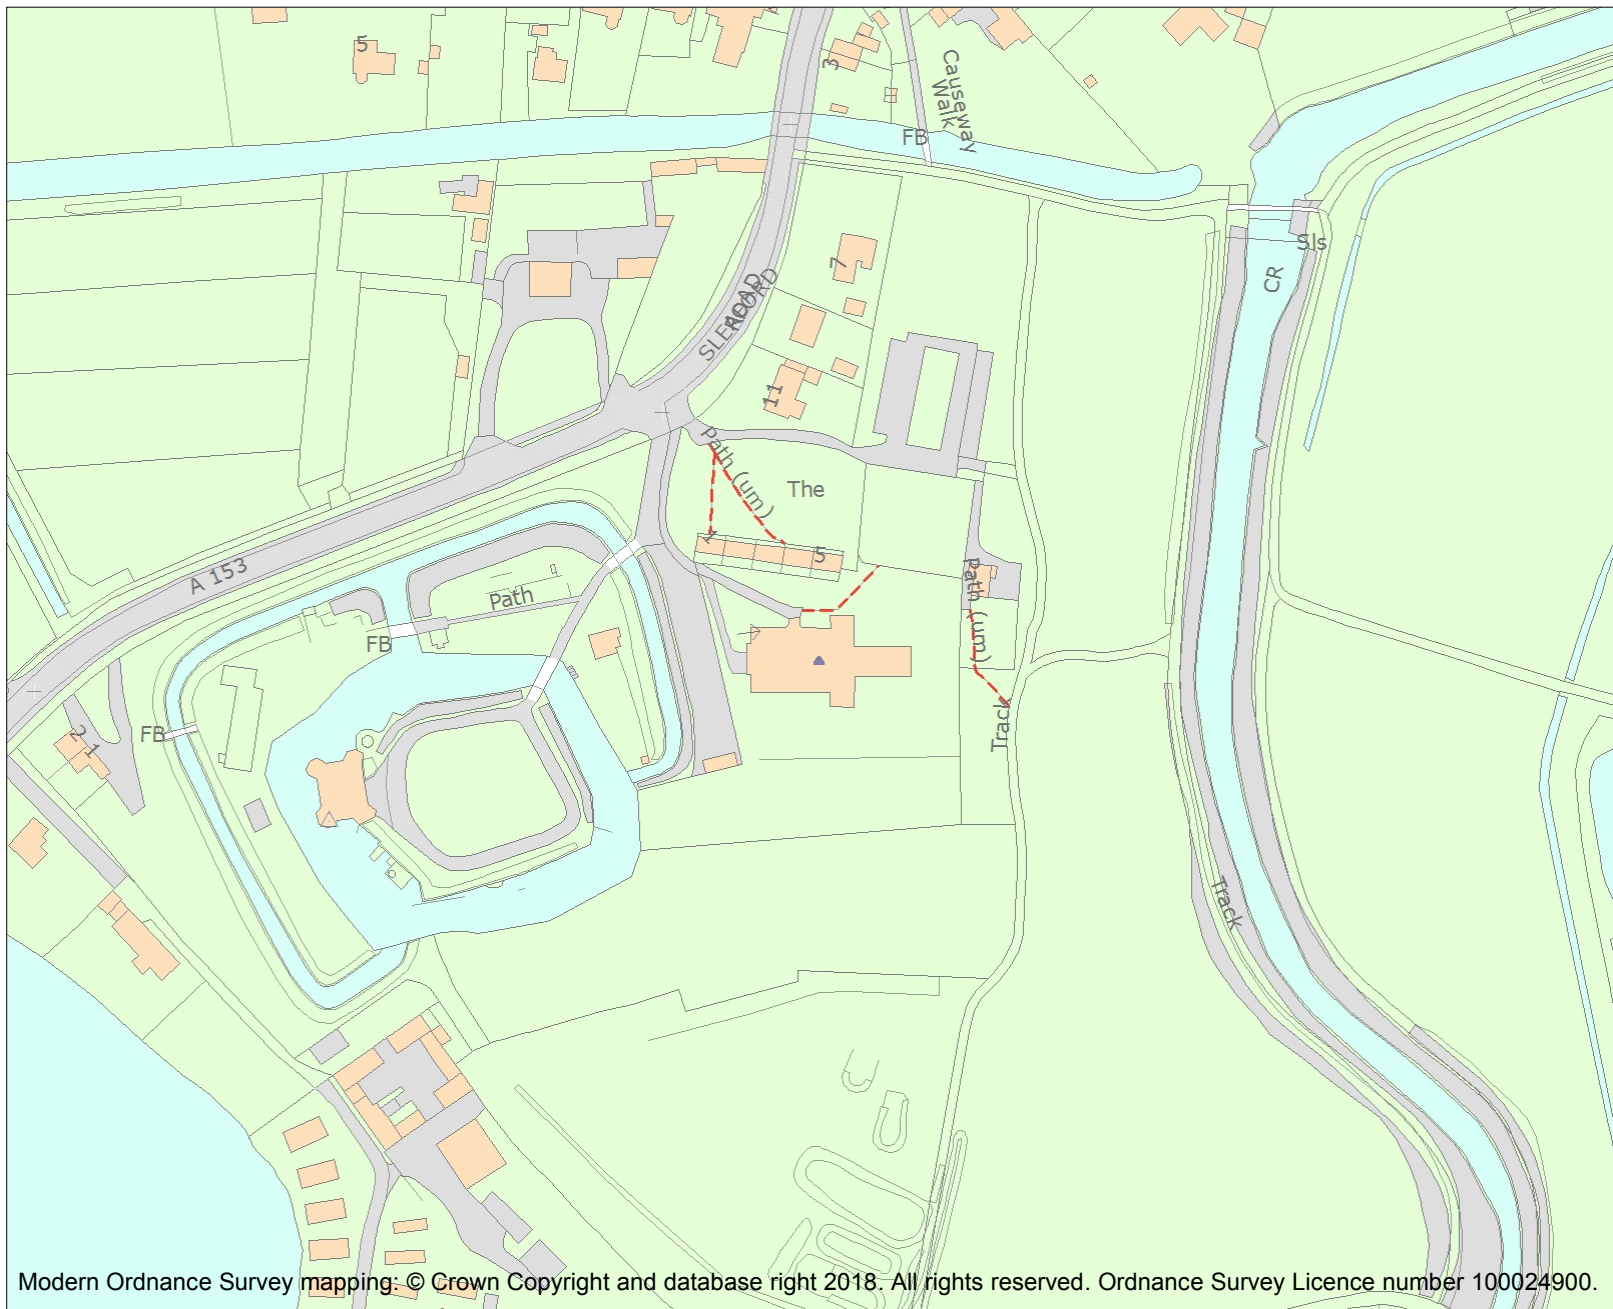 5
3
Causeway
Walk
FB
Sls
CR
7
SLEAFORD
ROAD
11
Path (um)
The
1
5
A 153
Path
FB
Path (um)
FB
2
1
Track
Track
Modern Ordnance Survey mapping: © Crown Copyright and database right 2018. All rights reserved. Ordnance Survey Licence number 100024900.